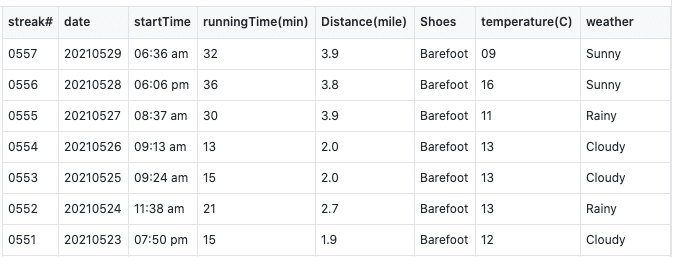 streak# date startTime runningTime(min) Distance(mile) Shoes temperature(C) weather
0557 20210529 06:36 am 32 3.9 Barefoot 09 Sunny
0556 20210528 06:06 pm 36 3.8 Barefoot 16 Sunny
0555 20210527 08:37 am 30 3.9 Barefoot 11 Rainy
0554 20210526 09:13 am 13 2.0 Barefoot 13 Cloudy
0553 20210525 09:24 am 15 2.0 Barefoot 13 Cloudy
0552 20210524 11:38 am 21 2.7 Barefoot 13 Rainy
0551 20210523 07:50 pm 15 1.9 Barefoot 12 Cloudy